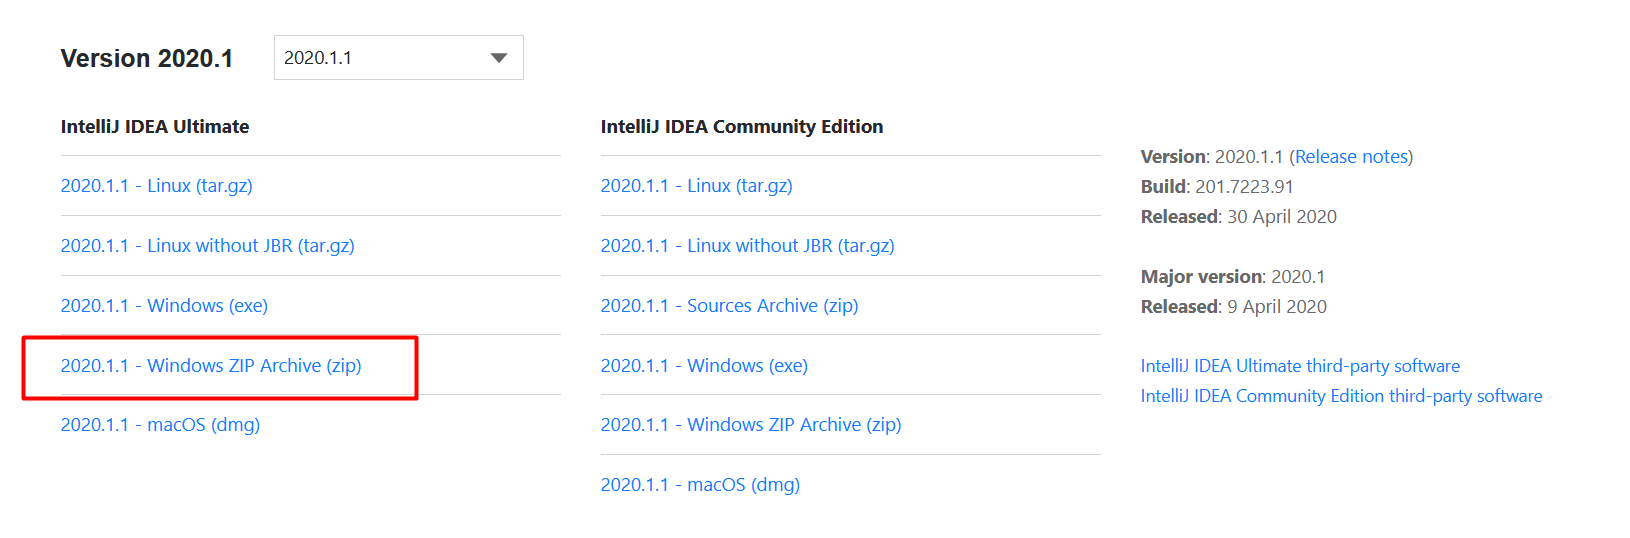 Version 2020.1
2020.1.1
IntelliJ IDEA Ultimate
2020.1.1 - Linux (tar.gz)
2020.1.1 - Linux without JBR (tar.gz)
2020.1.1 - Windows (exe)
2020.1.1 - Windows ZIP Archive (zip)
2020.1.1 - macOS (dmg)
IntelliJ IDEA Community Edition
2020.1.1 - Linux (tar.gz)
2020.1.1 - Linux without JBR (tar.gz)
2020.1.1 - Sources Archive (zip)
2020.1.1 - Windows (exe)
2020.1.1 - Windows ZIP Archive (zip)
2020.1.1 - macOS (dmg)
Version: 2020.1.1 (Release notes)
Build: 201.7223.91
Released: 30 April 2020
Major version: 2020.1
Released: 9 April 2020
IntelliJ IDEA Ultimate third-party software
IntelliJ IDEA Community Edition third-party software